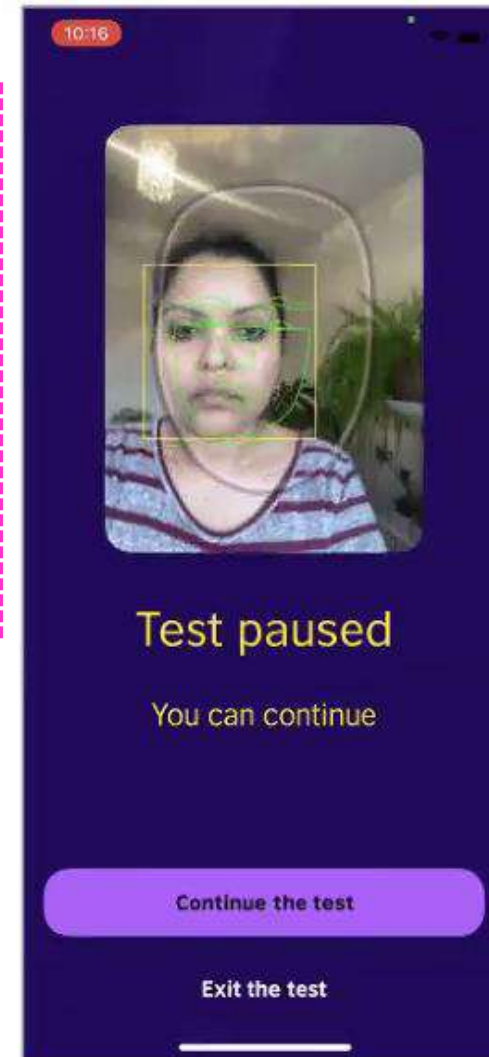 10:16
Test paused
You can continue
Continue the test
Exit the test